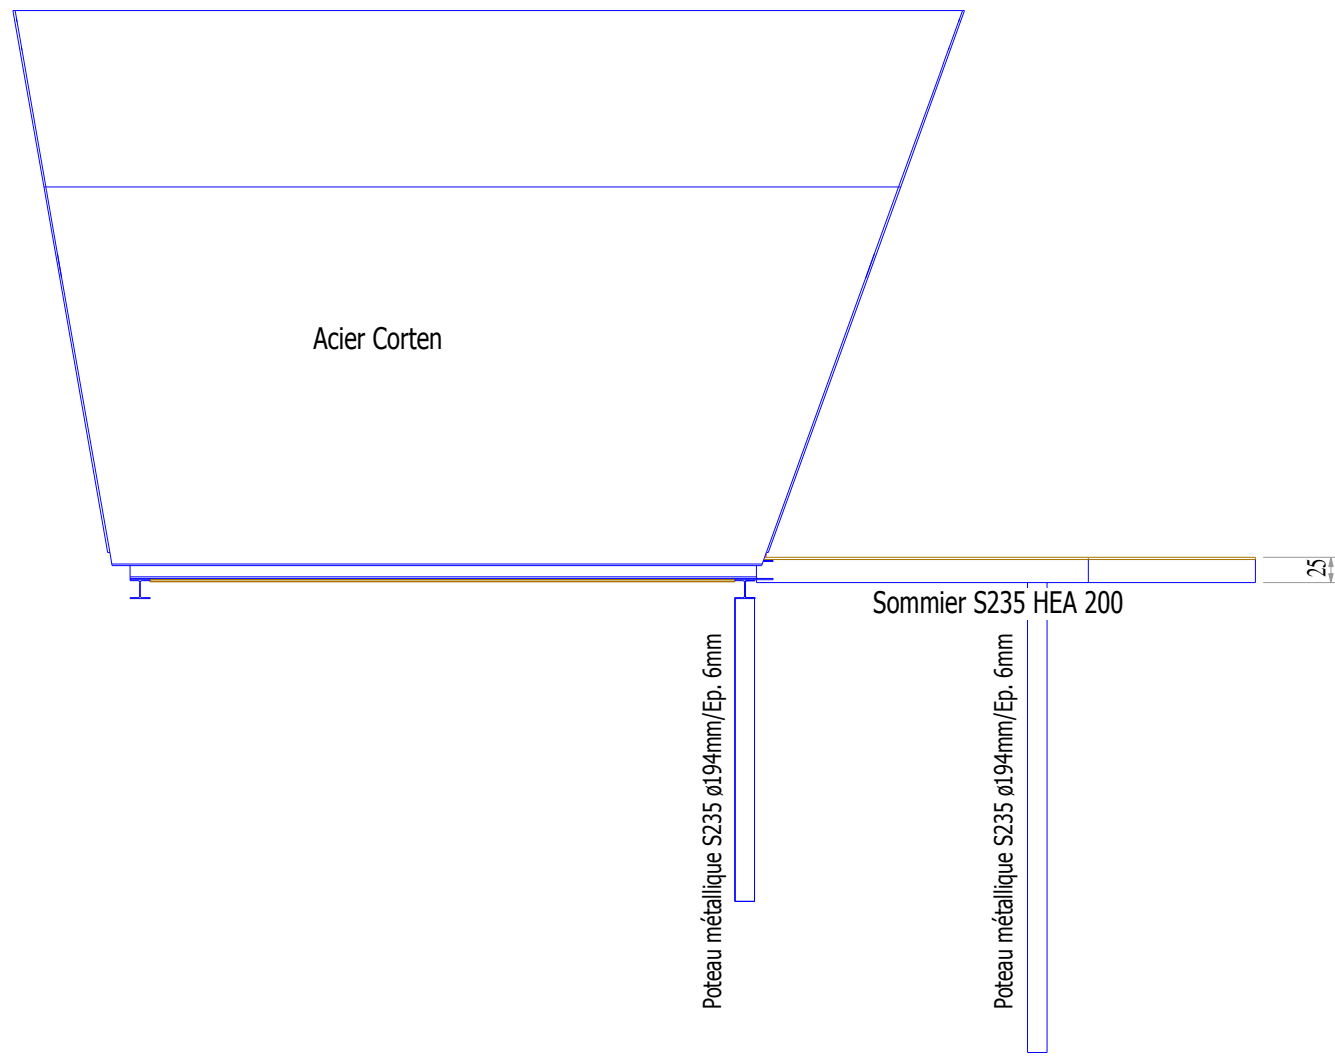 Acier Corten
25
Sommier S235 HEA 200
Poteau métallique S235 ø194mm/Ep. 6mm
Poteau métallique S235 ø194mm/Ep. 6mm